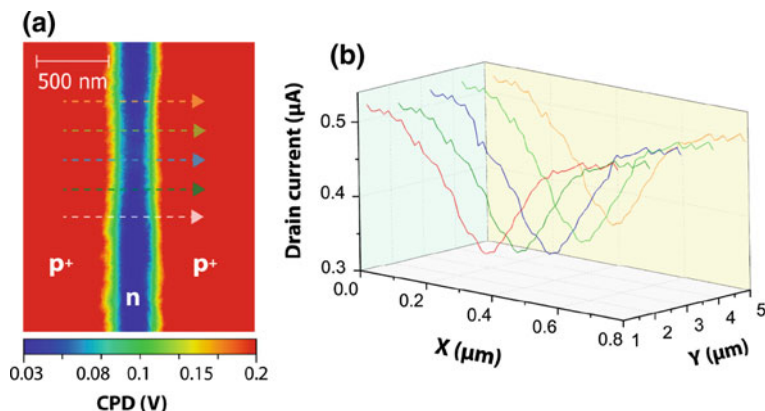 (a)
500 nm
p+
n
p+
0.03 0.08 0.1 0.15 0.2
CPD (V)
(b)
Drain current (µA)
0.5
0.4
0.3
0.0
0.2
0.4
0.6
0.8
X (µm)
1
2
3
4
5
Y (µm)